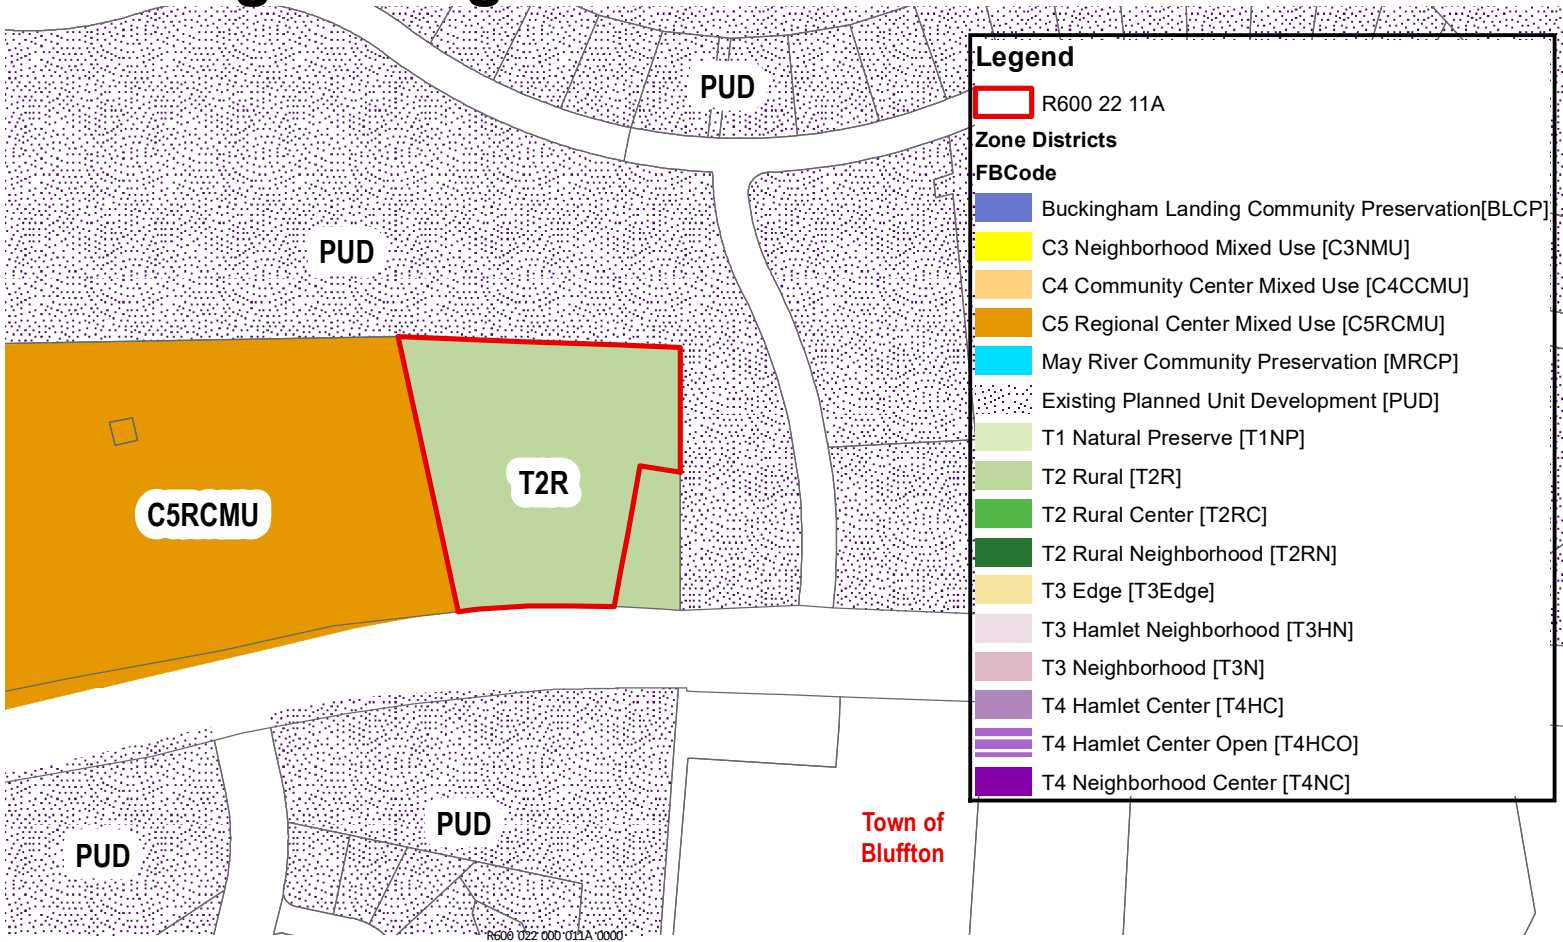 PUD
PUD
C5RCMU
T2R
PUD
PUD
Town of
Bluffton
R600 022 000 011A 0000
Legend
R600 22 11A
Zone Districts
FBCode
Buckingham Landing Community Preservation[BLCP]
C3 Neighborhood Mixed Use [C3NMU]
C4 Community Center Mixed Use [C4CCMU]
C5 Regional Center Mixed Use [C5RCMU]
May River Community Preservation [MRCP]
Existing Planned Unit Development [PUD]
T1 Natural Preserve [T1NP]
T2 Rural [T2R]
T2 Rural Center [T2RC]
T2 Rural Neighborhood [T2RN]
T3 Edge [T3Edge]
T3 Hamlet Neighborhood [T3HN]
T3 Neighborhood [T3N]
T4 Hamlet Center [T4HC]
T4 Hamlet Center Open [T4HCO]
T4 Neighborhood Center [T4NC]